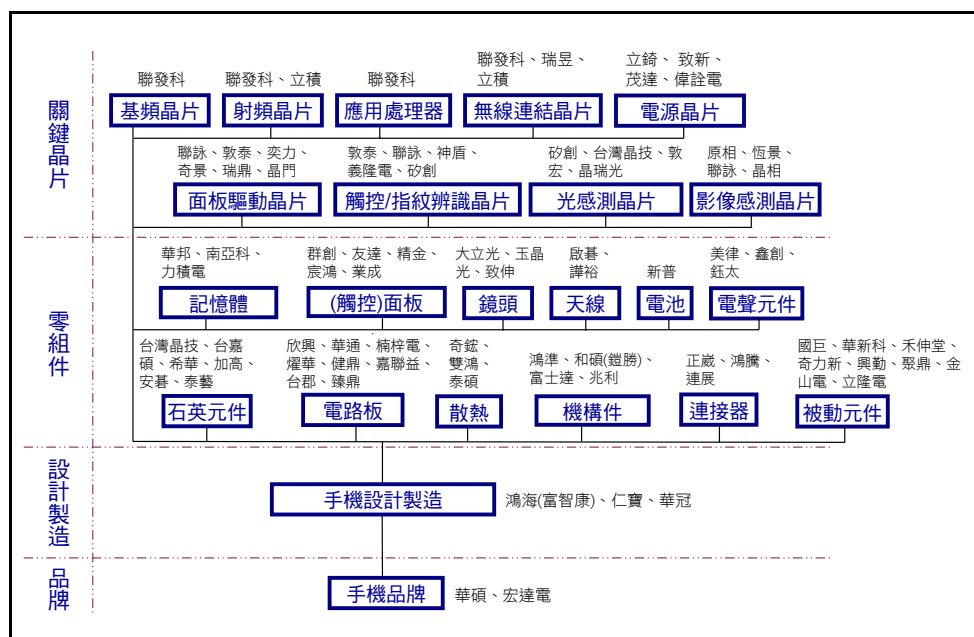 關鍵晶片
聯發科
基頻晶片
聯發科、立積
射頻晶片
聯發科
應用處理器
聯發科、瑞昱、
立積
無線連結晶片
立錡、 致新、
茂達、偉詮電
電源晶片
聯詠、敦泰、奕力、
奇景、瑞鼎、晶門
面板驅動晶片
敦泰、聯詠、神盾、
義隆電、矽創
觸控/指紋辨識晶片
矽創、台灣晶技、敦
宏、晶瑞光
光感測晶片
原相、恆景、
聯詠、晶相
影像感測晶片
零組件
華邦、南亞科、
力積電
記憶體
群創、友達、精金、
宸鴻、業成
(觸控)面板
大立光、玉晶
光、致伸
鏡頭
啟碁、
譁裕
天線
新普
電池
美律、鑫創、
鈺太
電聲元件
台灣晶技、台嘉
碩、希華、加高、
安碁、泰藝
石英元件
欣興、華通、楠梓電、
燿華、健鼎、嘉聯益、
台郡、臻鼎
電路板
奇鋐、
雙鴻、
泰碩
散熱
鴻準、和碩(鎧勝)、
富士達、兆利
機構件
正崴、鴻騰、
連展
連接器
國巨、華新科、禾伸堂、
奇力新、興勤、聚鼎、金
山電、立隆電
被動元件
設計製造
手機設計製造
鴻海(富智康)、仁寶、華冠
品牌
手機品牌
華碩、宏達電